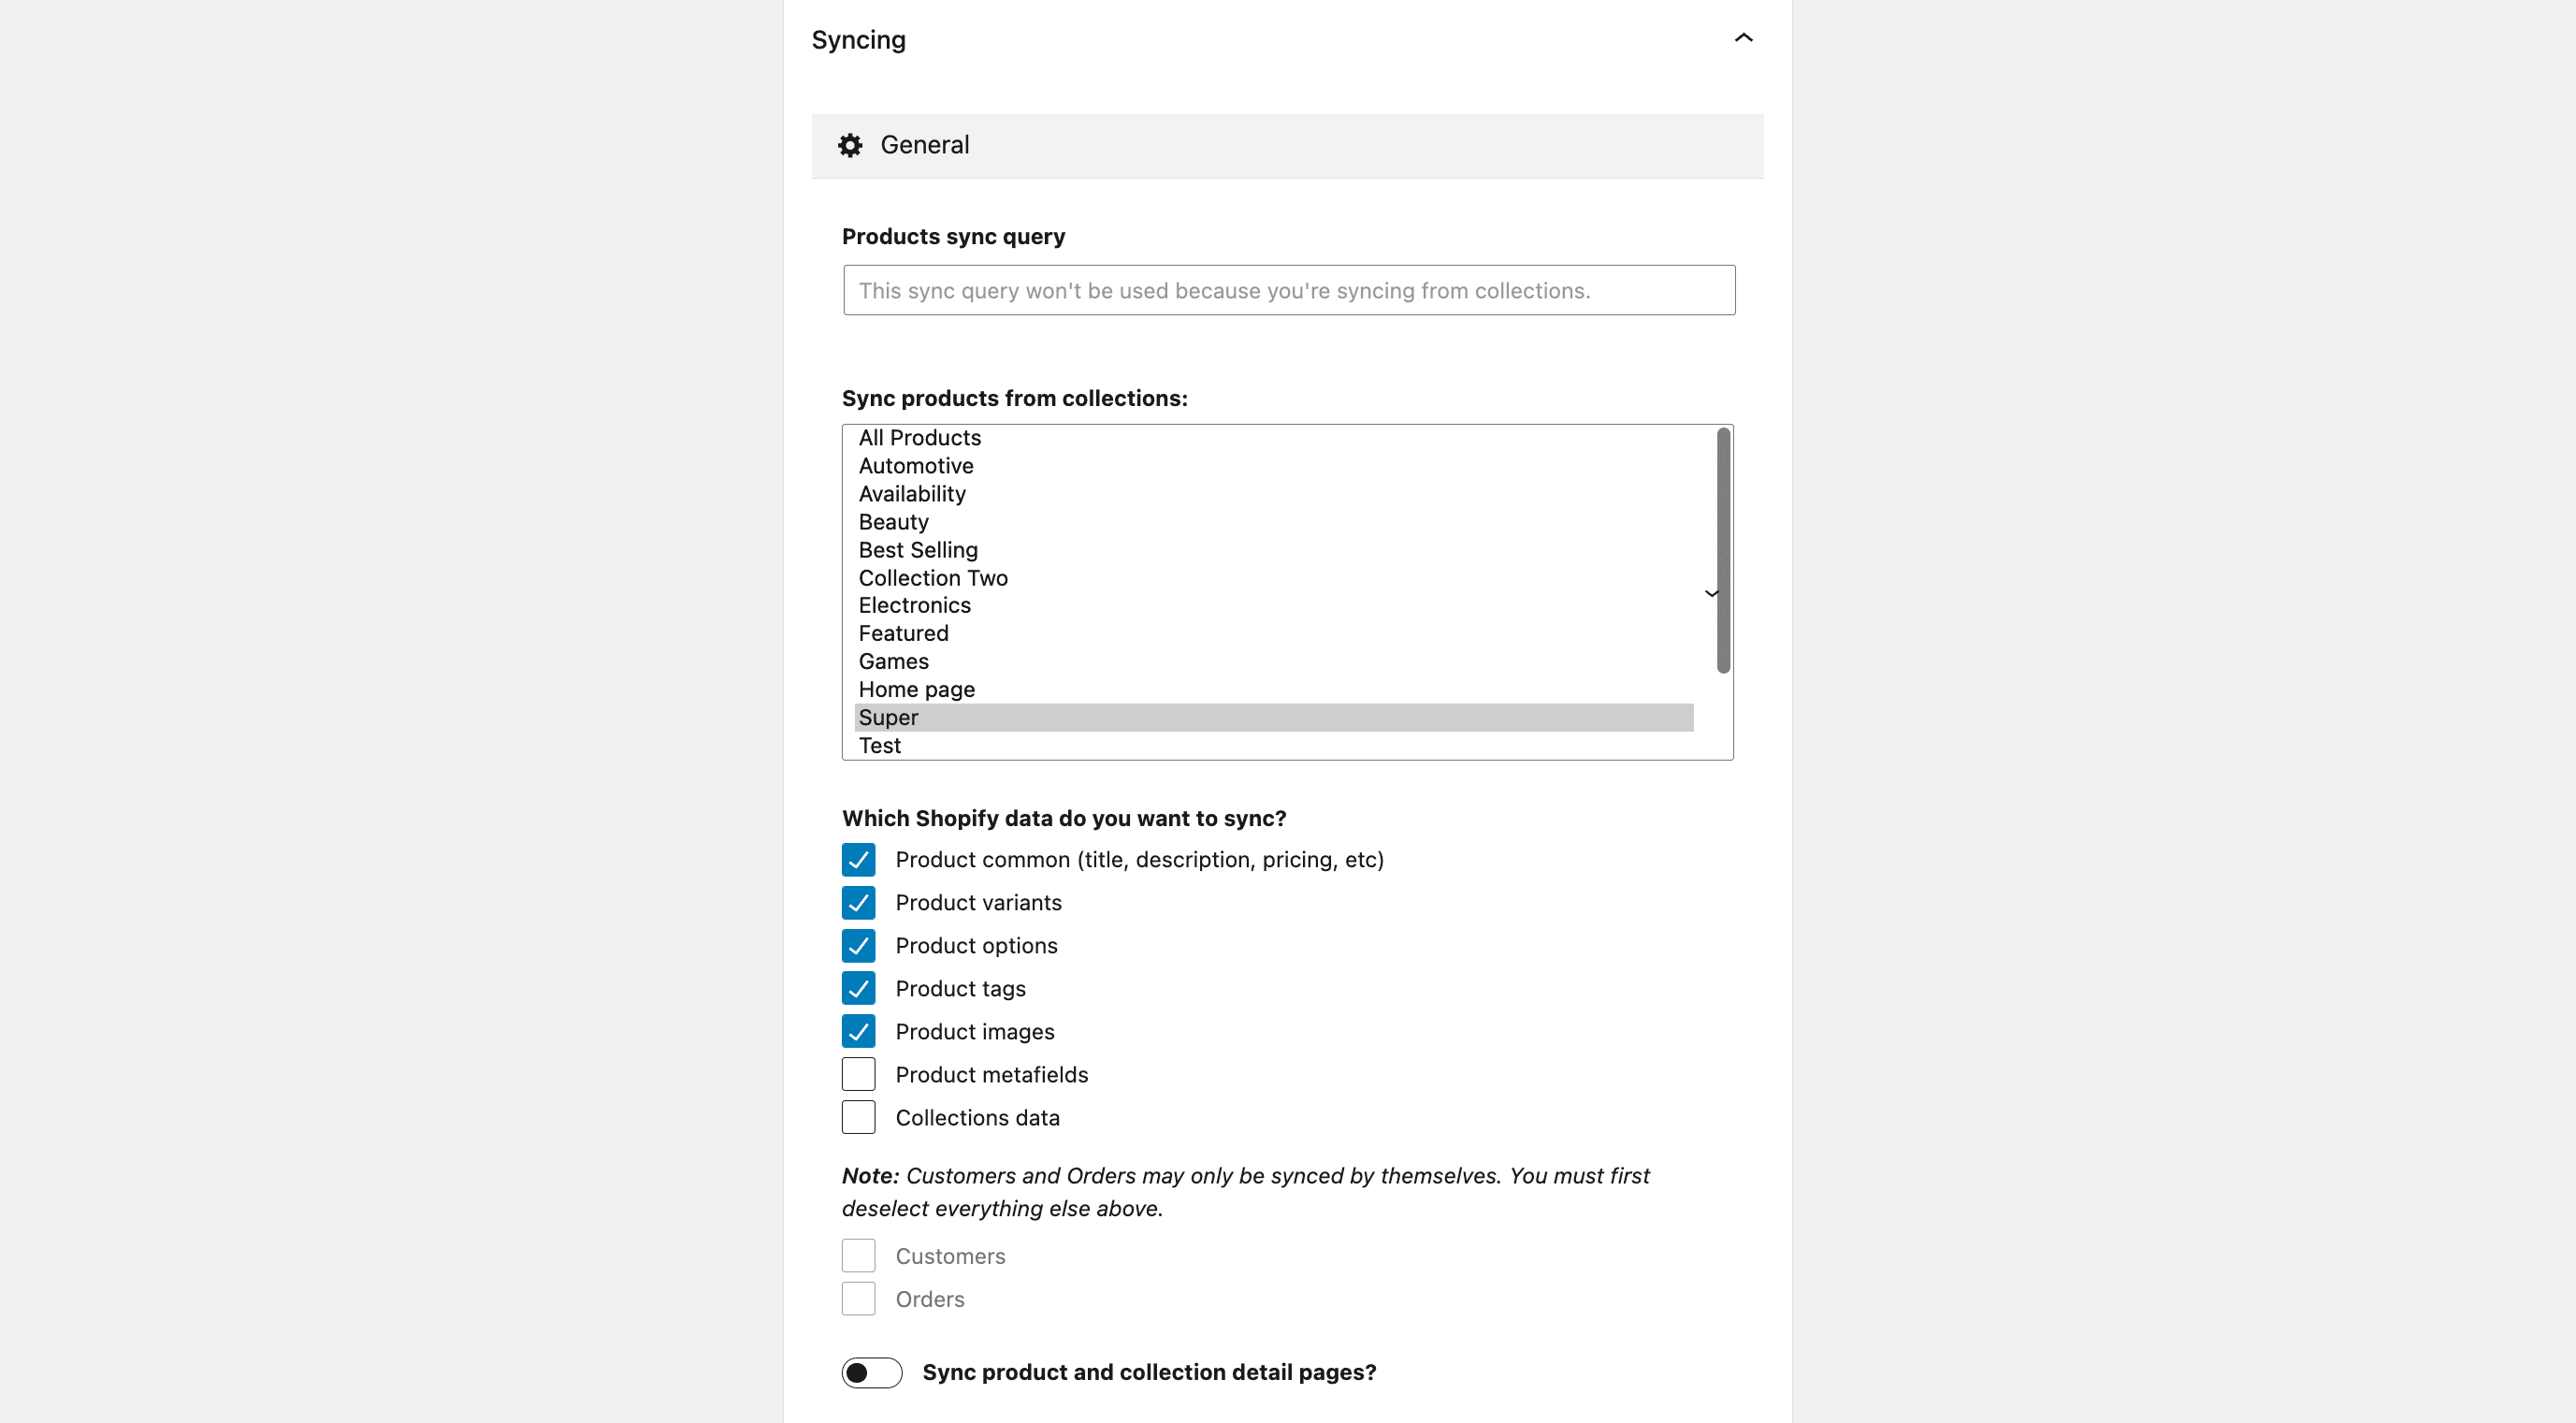 Syncing
General
Products sync query
This sync query won't be used because you're syncing from collections.
Sync products from collections:
All Products
Automotive
Availability
Beauty
Best Selling
Collection Two
Electronics
Featured
Games
Home page
Super
Test
Which Shopify data do you want to sync?
Product common (title, description, pricing, etc)
Product variants
Product options
Product tags
Product images
Product metafields
Collections data
Note: Customers and Orders may only be synced by themselves. You must first
deselect everything else above.
Customers
Orders
Sync product and collection detail pages?